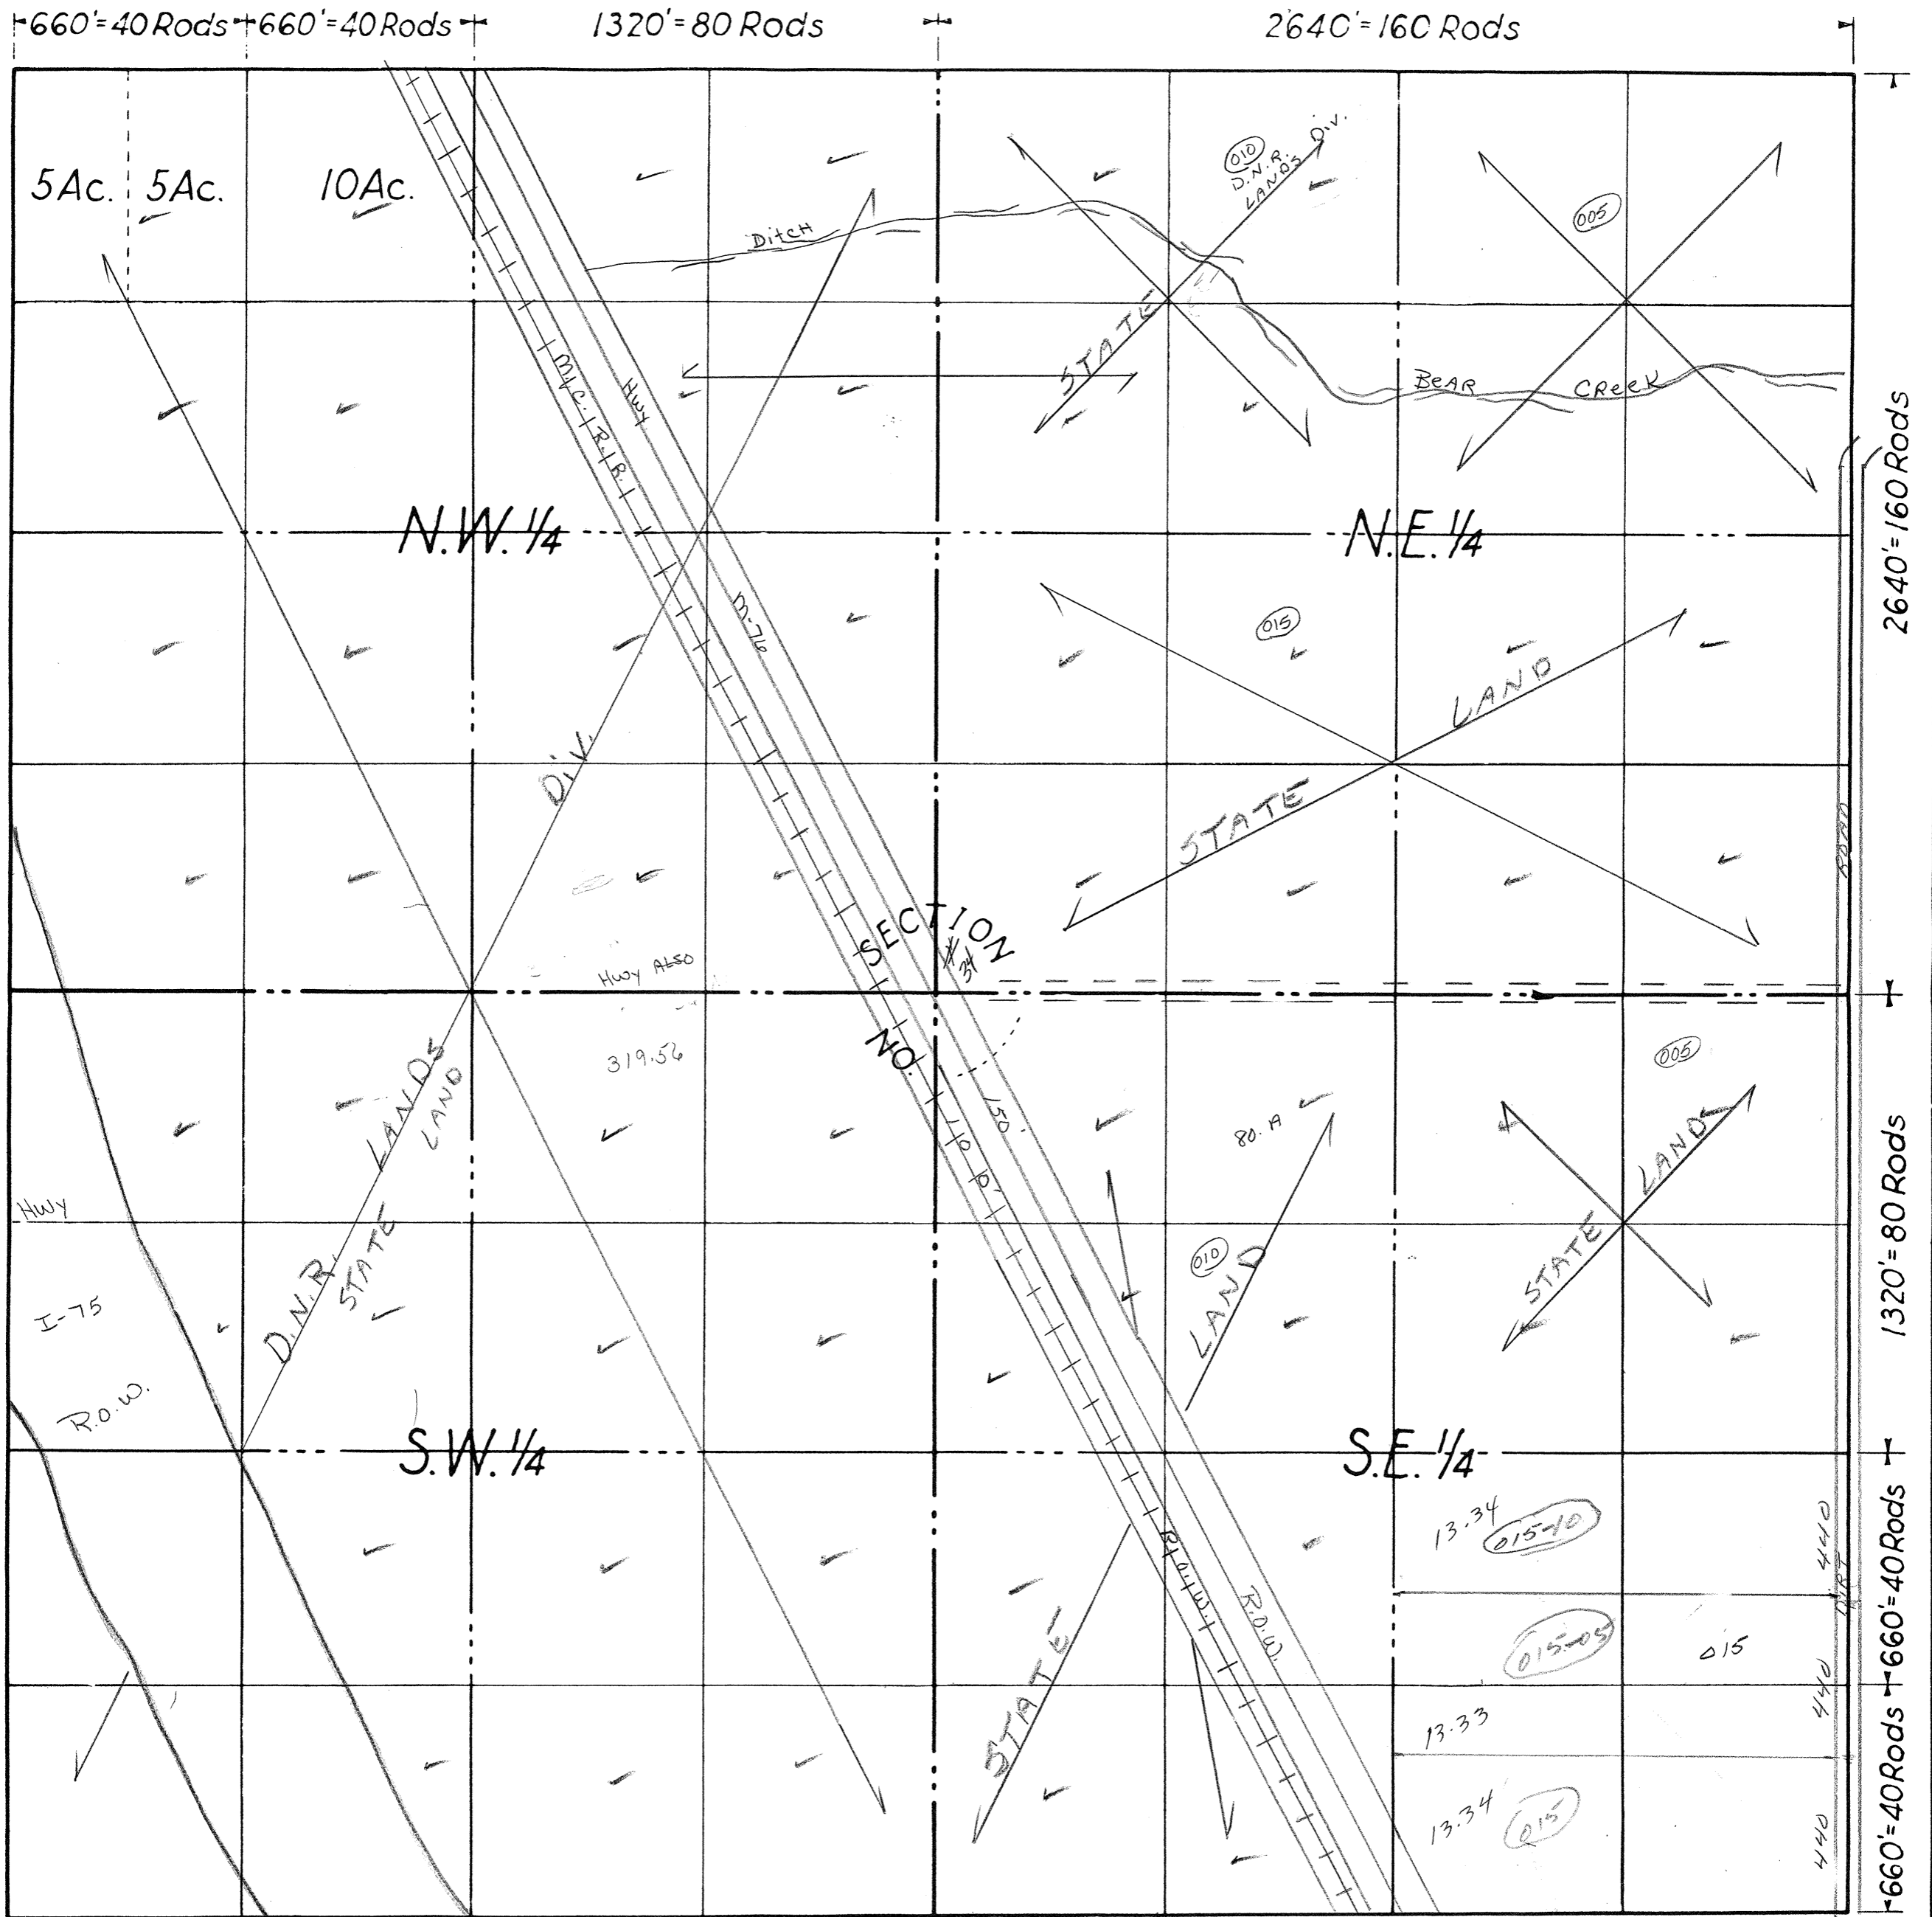 660'=40 Rods 660'=40 Rods 1320'=80 Rods 2640'=160 Rods
5Ac. 5Ac. 10Ac.
010
D.N.R. Div.
LANDS
005
Ditch
STATE
BEAR CREEK
M.C. R.R.
Hwy
2640'=160 Rods
N.W. 1/4
N.E. 1/4
M-76
015
STATE LAND
Div.
ROAD
SECTION
# 34
NO.
Hwy ALSO
319.56
D.N.R. LANDS
STATE LAND
150'
100'
80. A
005
STATE LAND
010
LAND
1320'=80 Rods
Hwy
I-75
R.O.W.
S.W. 1/4
S.E. 1/4
13.34 015-10
440
DIRT
R.O.W.
R.O.W.
STATE
015-05
015
440
660'=40 Rods
13.33
13.34 015
440
660'=40 Rods